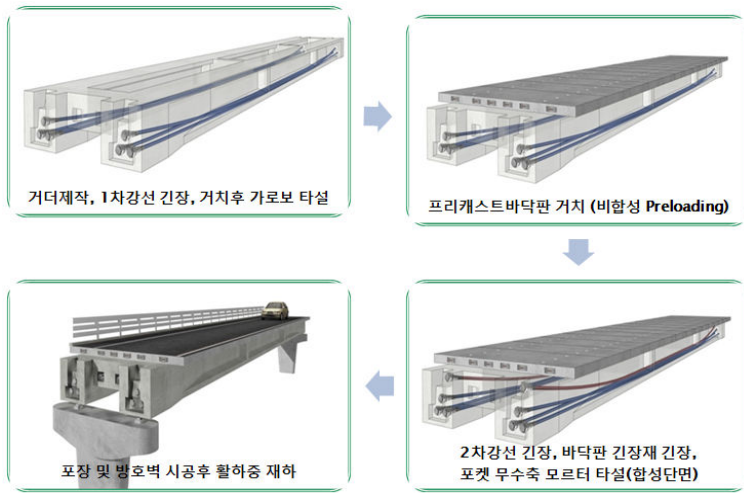 거더제작, 1차강선 긴장, 거치후 가로보 타설
프리캐스트바닥판 거치 (비합성 Preloading)
2차강선 긴장, 바닥판 긴장재 긴장,
포켓 무수축 모르터 타설(합성단면)
포장 및 방호벽 시공후 활하중 재하